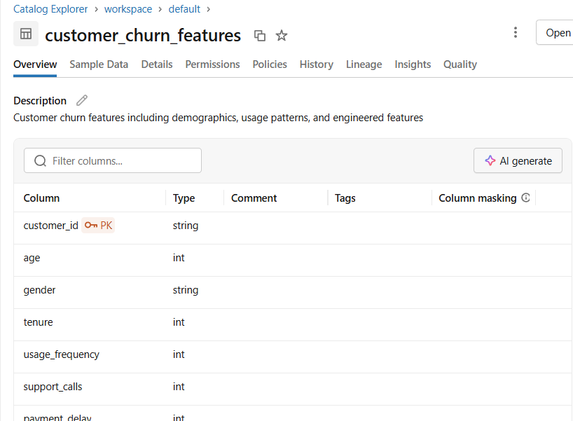 Catalog Explorer > workspace > default >
customer_churn_features
Open
Overview Sample Data Details Permissions Policies History Lineage Insights Quality
Description
Customer churn features including demographics, usage patterns, and engineered features
Filter columns... AI generate
Column Type Comment Tags Column masking
customer_id PK string
age int
gender string
tenure int
usage_frequency int
support_calls int
payment_delay int